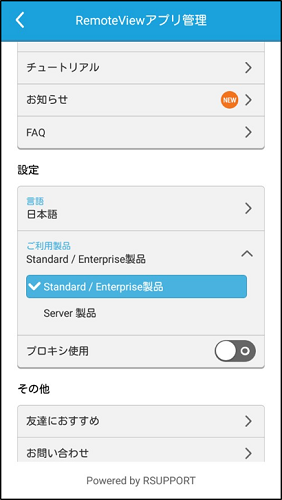 RemoteViewアプリ管理
チュートリアル
お知らせ
NEW
FAQ
設定
言語
日本語
ご利用製品
Standard / Enterprise製品
Standard / Enterprise製品
Server 製品
プロキシ使用
その他
友達におすすめ
お問い合わせ
Powered by RSUPPORT